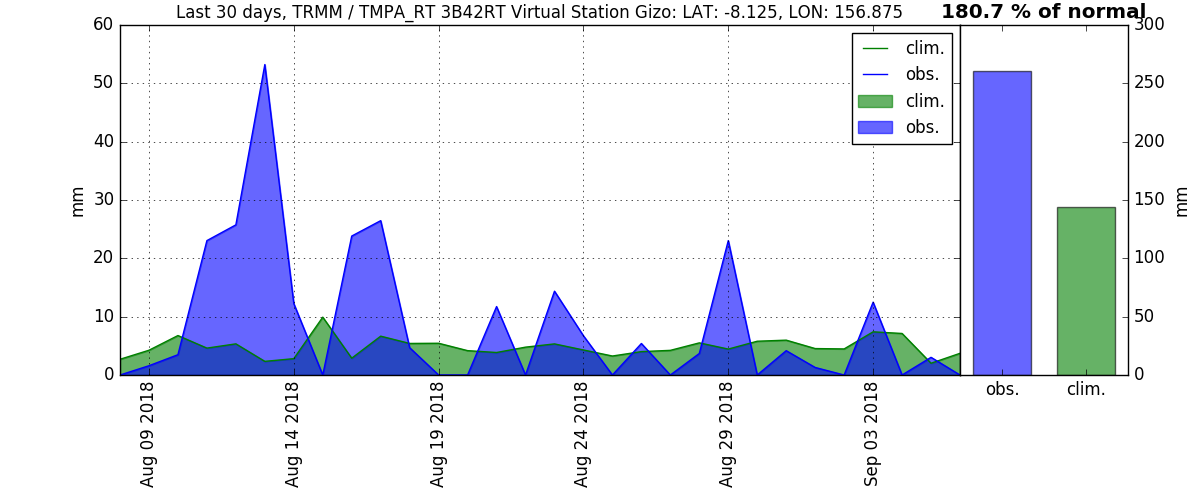 Last 30 days, TRMM / TMPA_RT 3B42RT Virtual Station Gizo: LAT: -8.125, LON: 156.875
180.7 % of normal
60
50
40
30
20
10
0
mm
clim.
obs.
clim.
obs.
300
250
200
150
100
50
0
mm
obs.
clim.
Aug 09 2018
Aug 14 2018
Aug 19 2018
Aug 24 2018
Aug 29 2018
Sep 03 2018